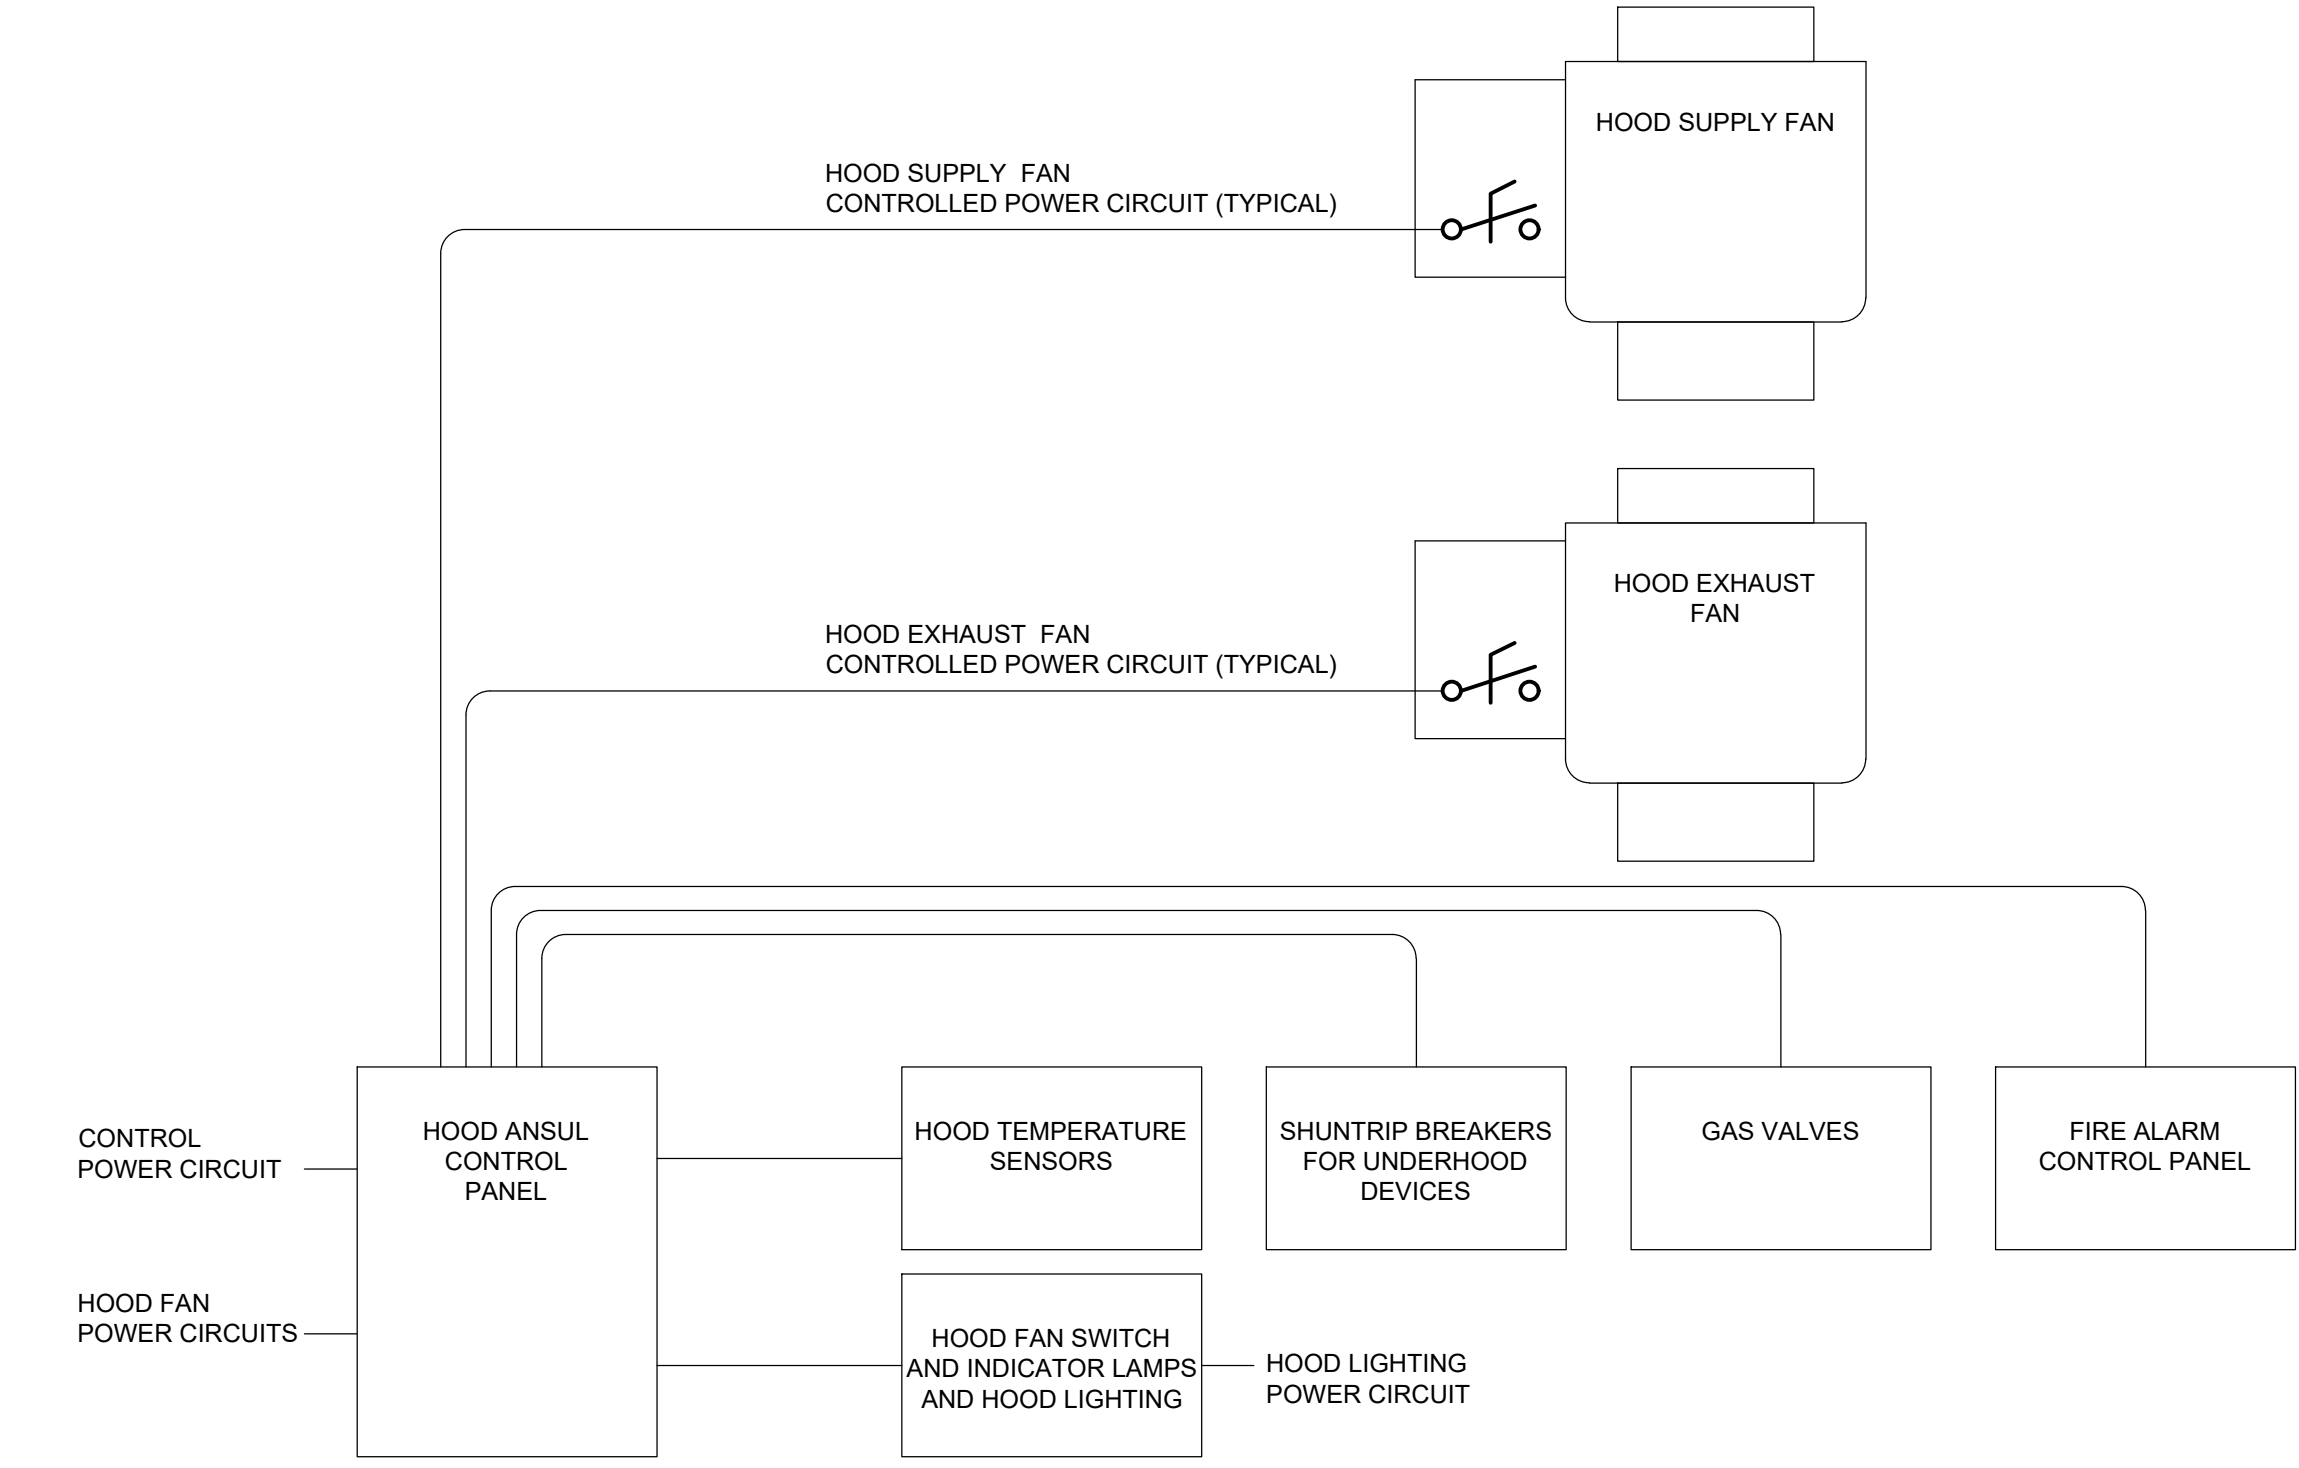 HOOD SUPPLY FAN
HOOD SUPPLY  FAN
CONTROLLED POWER CIRCUIT (TYPICAL)
HOOD EXHAUST
FAN
HOOD EXHAUST  FAN
CONTROLLED POWER CIRCUIT (TYPICAL)
CONTROL
POWER CIRCUIT
HOOD FAN
POWER CIRCUITS
HOOD ANSUL
CONTROL
PANEL
HOOD TEMPERATURE
SENSORS
SHUNTRIP BREAKERS
FOR UNDERHOOD
DEVICES
GAS VALVES
FIRE ALARM
CONTROL PANEL
HOOD FAN SWITCH
AND INDICATOR LAMPS
AND HOOD LIGHTING
HOOD LIGHTING
POWER CIRCUIT